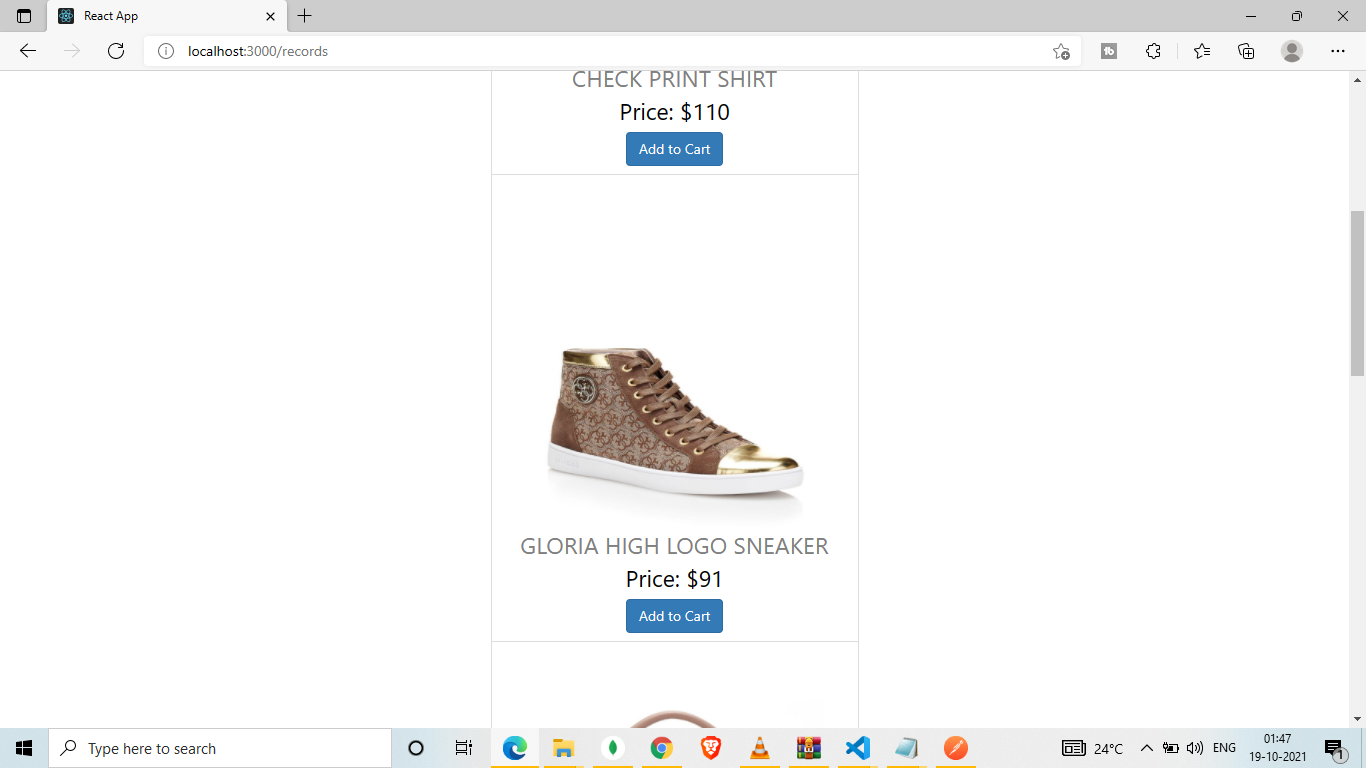 React App
localhost:3000/records
CHECK PRINT SHIRT
Price: $110
Add to Cart
GLORIA HIGH LOGO SNEAKER
Price: $91
Add to Cart
Type here to search
24°C
ENG
01:47
19-10-2021
1